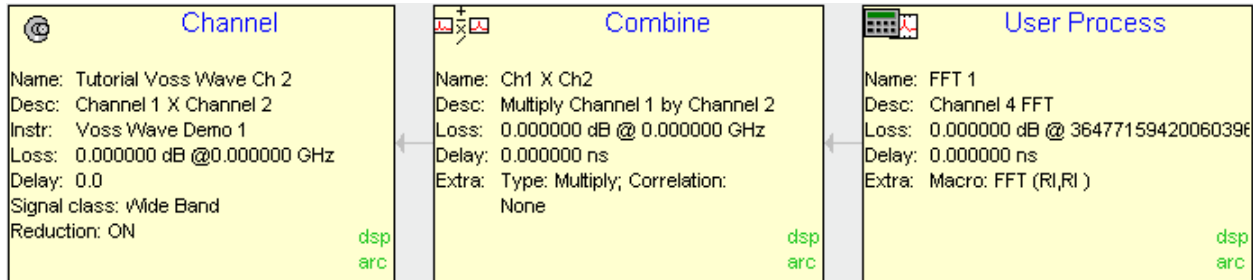 Channel
Name: Tutorial Voss Wave Ch 2
Desc: Channel 1 X Channel 2
Instr: Voss Wave Demo 1
Loss: 0.000000 dB @0.000000 GHz
Delay: 0.0
Signal class: Wide Band
Reduction: ON
dsp
arc
Combine
Name: Ch1 X Ch2
Desc: Multiply Channel 1 by Channel 2
Loss: 0.000000 dB @ 0.000000 GHz
Delay: 0.000000 ns
Extra: Type: Multiply; Correlation:
None
dsp
arc
User Process
Name: FFT 1
Desc: Channel 4 FFT
Loss: 0.000000 dB @ 36477159420060396
Delay: 0.000000 ns
Extra: Macro: FFT (RI,RI )
dsp
arc